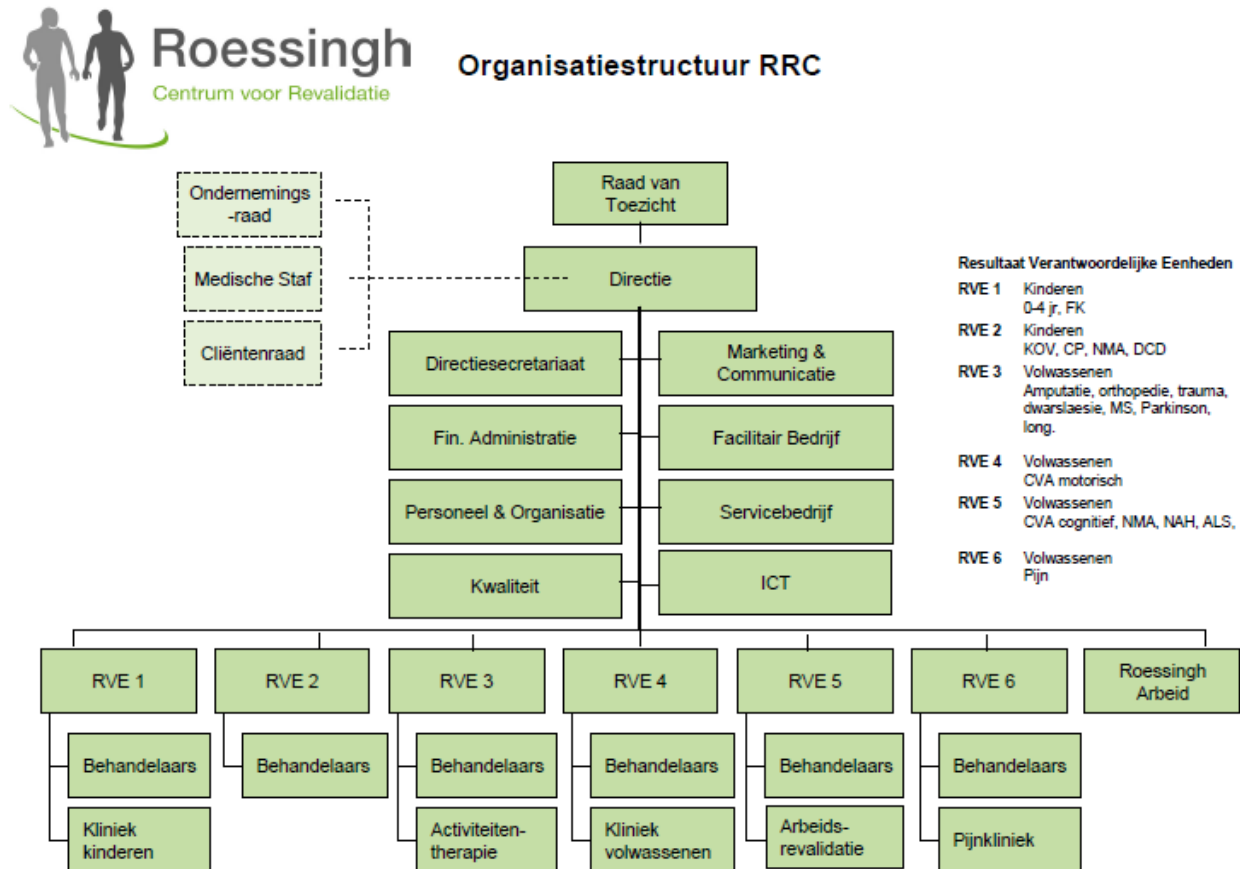 Roessingh
Centrum voor Revalidatie
Organisatiestructuur RRC
Ondernemings
-raad
Medische Staf
Cliëntenraad
Raad van
Toezicht
Directie
Directiesecretariaat
Marketing &
Communicatie
Fin. Administratie
Facilitair Bedrijf
Personeel & Organisatie
Servicebedrijf
Kwaliteit
ICT
Resultaat Verantwoordelijke Eenheden
RVE 1 Kinderen
0-4 jr, FK
RVE 2 Kinderen
KOV, CP, NMA, DCD
RVE 3 Volwassenen
Amputatie, orthopedie, trauma,
dwarslaesie, MS, Parkinson,
long.
RVE 4 Volwassenen
CVA motorisch
RVE 5 Volwassenen
CVA cognitief, NMA, NAH, ALS,
RVE 6 Volwassenen
Pijn
RVE 1
Behandelaars
Kliniek
kinderen
RVE 2
Behandelaars
RVE 3
Behandelaars
Activiteiten-
therapie
RVE 4
Behandelaars
Kliniek
volwassenen
RVE 5
Behandelaars
Arbeids-
revalidatie
RVE 6
Behandelaars
Pijnkliniek
Roessingh
Arbeid